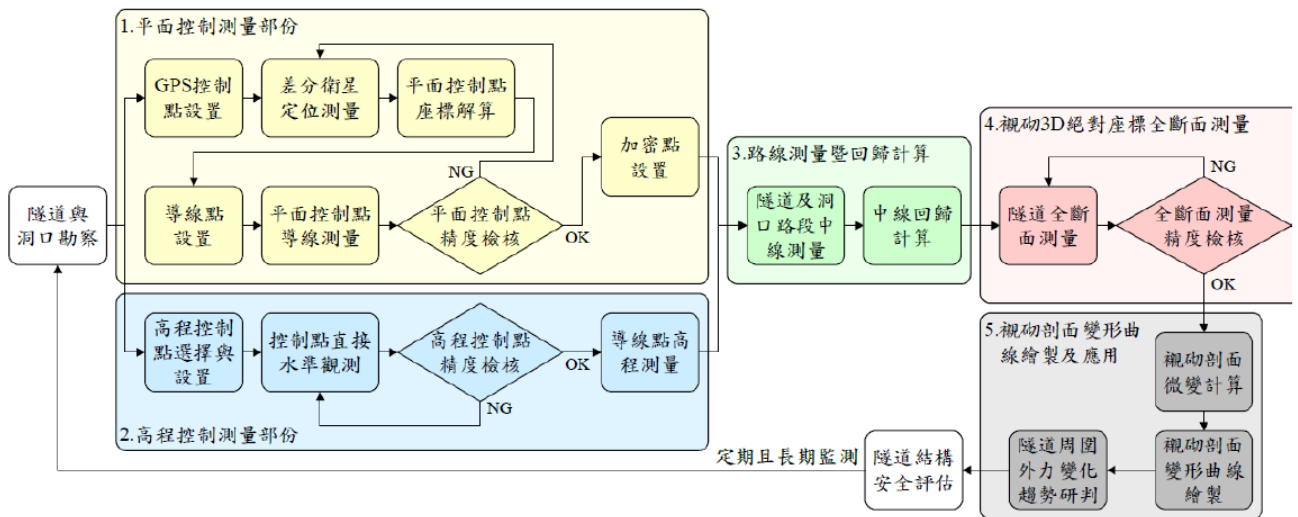 1.平面控制測量部份
GPS控制
點設置
差分衛星
定位測量
平面控制點
座標解算
加密點
設置
NG
導線點
設置
平面控制點
導線測量
平面控制點
精度檢核
OK
隧道與
洞口勘察
高程控制
點選擇與
設置
控制點直接
水準觀測
高程控制點
精度檢核
OK
導線點高
程測量
NG
2.高程控制測量部份
3.路線測量暨回歸計算
隧道及洞
口路段中
線測量
中線回歸
計算
4.襯砌3D絕對座標全斷面測量
NG
隧道全斷
面測量
全斷面測量
精度檢核
OK
5.襯砌剖面變形曲
線繪製及應用
襯砌剖面
微變計算
襯砌剖面
變形曲線
繪製
隧道周圍
外力變化
趨勢研判
隧道結構
安全評估
定期且長期監測